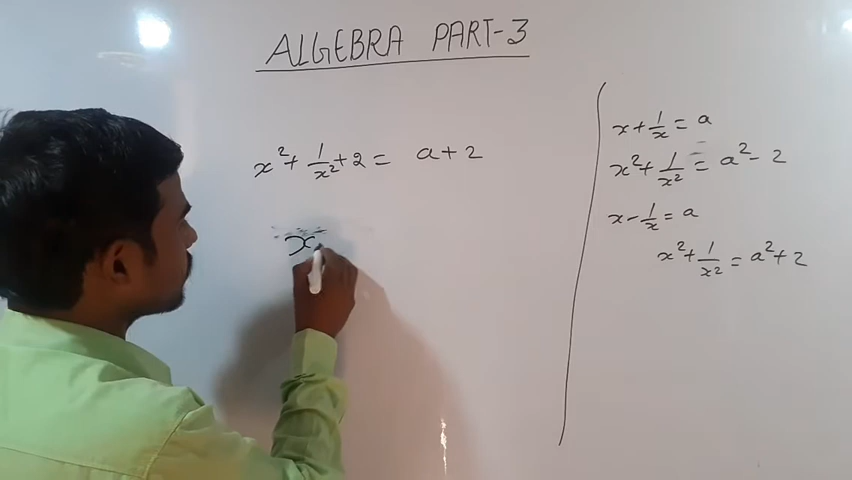 ALGEBRA PART-3
x² + 1/x² + 2 = a + 2
x
x + 1/x = a
x² + 1/x² = a² - 2
x - 1/x = a
x² + 1/x² = a² + 2